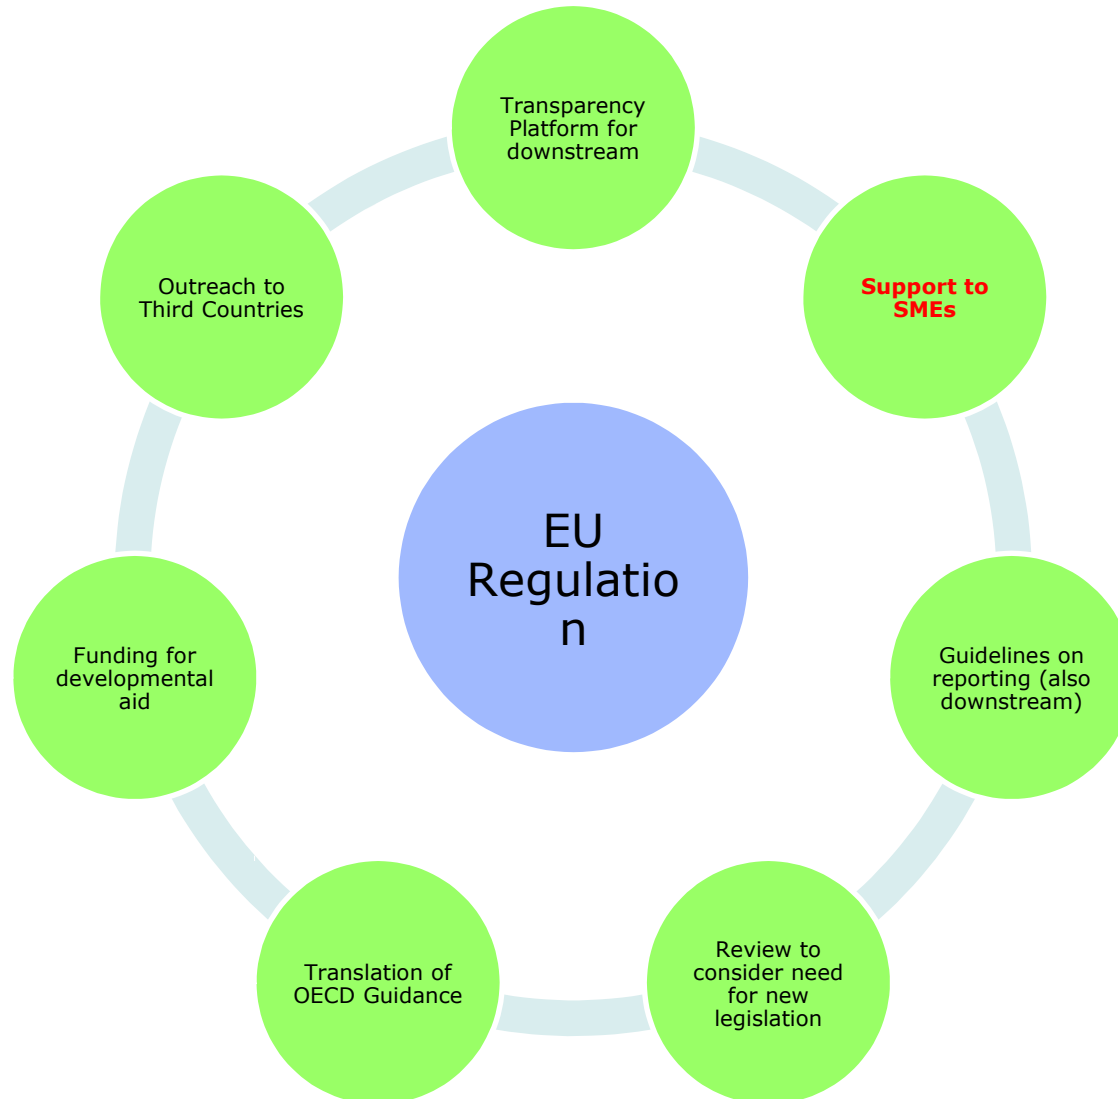 Transparency
Platform for
downstream
Support to
SMEs
Guidelines on
reporting (also
downstream)
Review to
consider need
for new
legislation
Translation of
OECD Guidance
Funding for
developmental
aid
Outreach to
Third Countries
EU
Regulatio
n